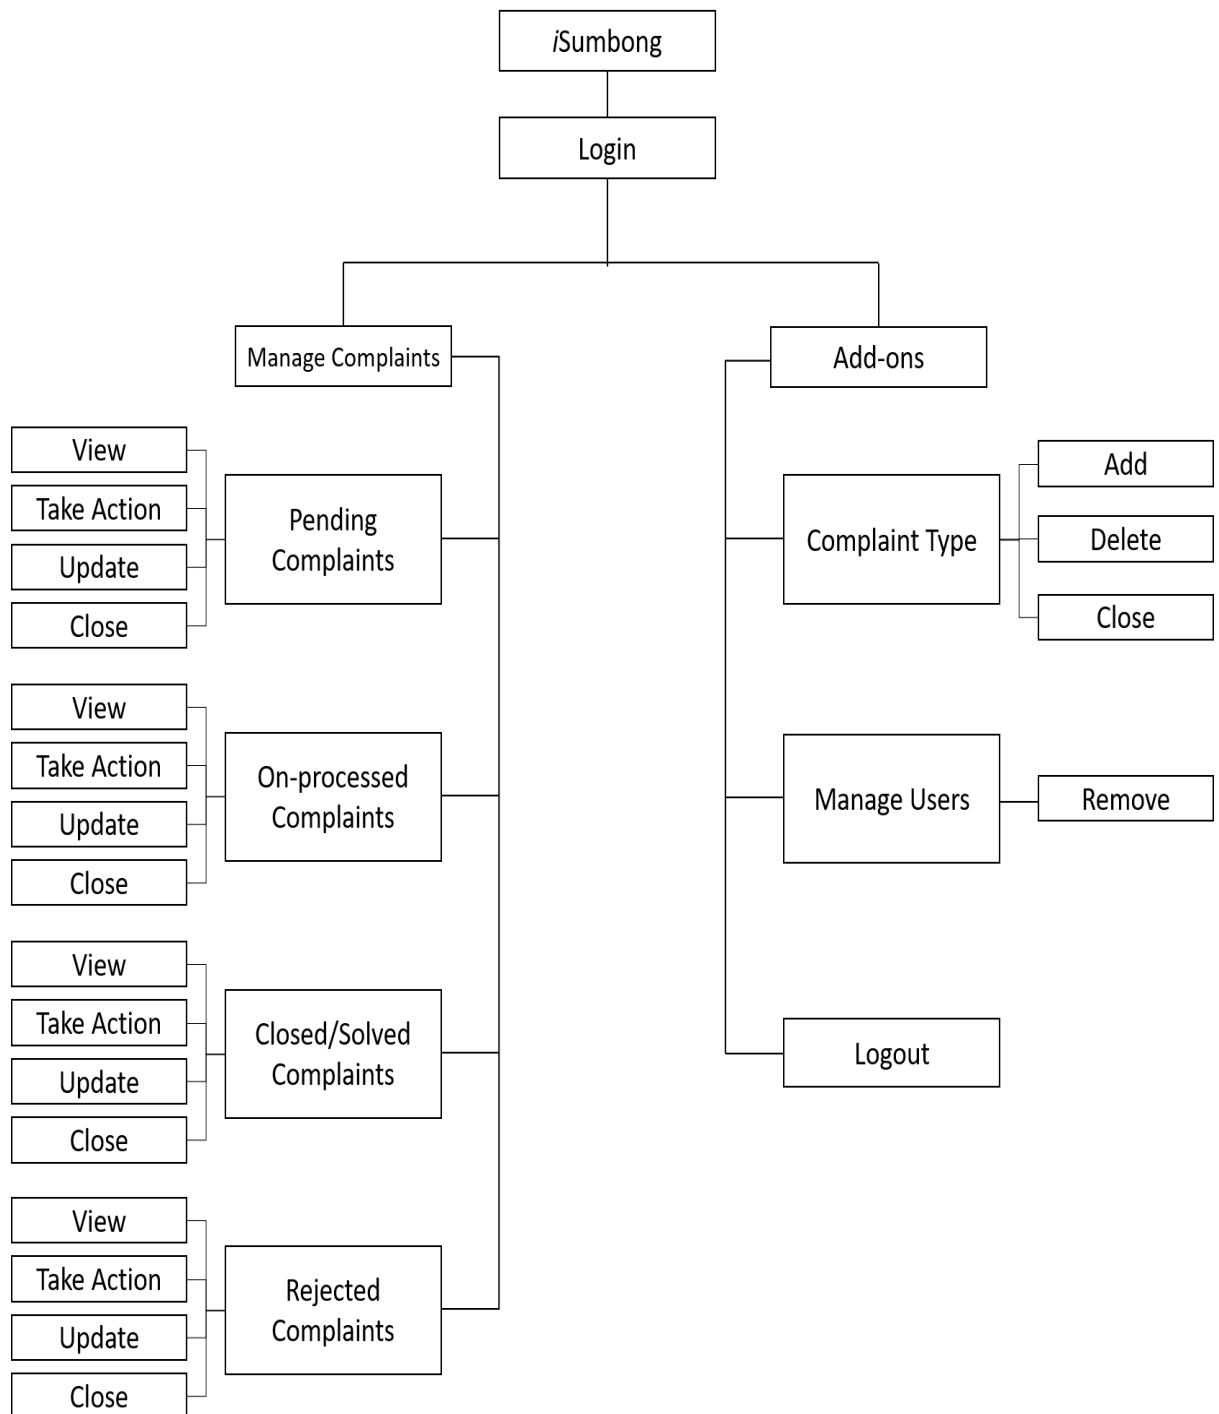 iSumbong
Login
Manage Complaints
Add-ons
View
Take Action
Update
Close
Pending
Complaints
Complaint Type
Add
Delete
Close
View
Take Action
Update
Close
On-processed
Complaints
Manage Users
Remove
View
Take Action
Update
Close
Closed/Solved
Complaints
Logout
View
Take Action
Update
Close
Rejected
Complaints